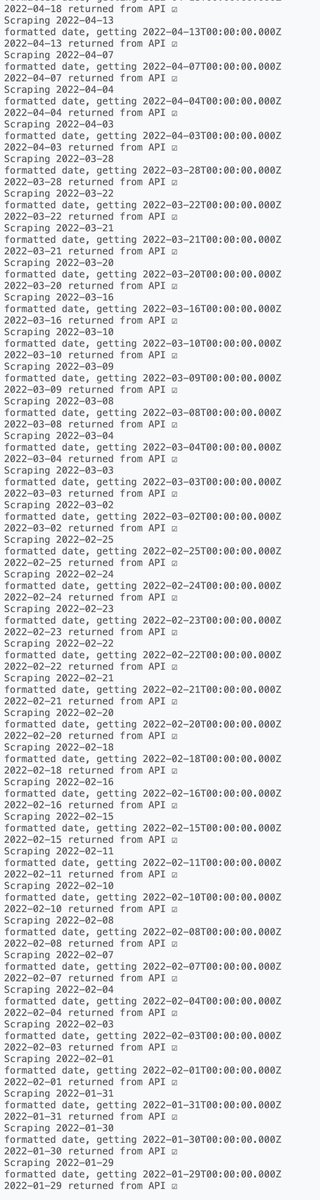 2022-04-18 returned from API ☑
Scraping 2022-04-13
formatted date, getting 2022-04-13T00:00:00.000Z
2022-04-13 returned from API ☑
Scraping 2022-04-07
formatted date, getting 2022-04-07T00:00:00.000Z
2022-04-07 returned from API ☑
Scraping 2022-04-04
formatted date, getting 2022-04-04T00:00:00.000Z
2022-04-04 returned from API ☑
Scraping 2022-04-03
formatted date, getting 2022-04-03T00:00:00.000Z
2022-04-03 returned from API ☑
Scraping 2022-03-28
formatted date, getting 2022-03-28T00:00:00.000Z
2022-03-28 returned from API ☑
Scraping 2022-03-22
formatted date, getting 2022-03-22T00:00:00.000Z
2022-03-22 returned from API ☑
Scraping 2022-03-21
formatted date, getting 2022-03-21T00:00:00.000Z
2022-03-21 returned from API ☑
Scraping 2022-03-20
formatted date, getting 2022-03-20T00:00:00.000Z
2022-03-20 returned from API ☑
Scraping 2022-03-16
formatted date, getting 2022-03-16T00:00:00.000Z
2022-03-16 returned from API ☑
Scraping 2022-03-10
formatted date, getting 2022-03-10T00:00:00.000Z
2022-03-10 returned from API ☑
Scraping 2022-03-09
formatted date, getting 2022-03-09T00:00:00.000Z
2022-03-09 returned from API ☑
Scraping 2022-03-08
formatted date, getting 2022-03-08T00:00:00.000Z
2022-03-08 returned from API ☑
Scraping 2022-03-04
formatted date, getting 2022-03-04T00:00:00.000Z
2022-03-04 returned from API ☑
Scraping 2022-03-03
formatted date, getting 2022-03-03T00:00:00.000Z
2022-03-03 returned from API ☑
Scraping 2022-03-02
formatted date, getting 2022-03-02T00:00:00.000Z
2022-03-02 returned from API ☑
Scraping 2022-02-25
formatted date, getting 2022-02-25T00:00:00.000Z
2022-02-25 returned from API ☑
Scraping 2022-02-24
formatted date, getting 2022-02-24T00:00:00.000Z
2022-02-24 returned from API ☑
Scraping 2022-02-23
formatted date, getting 2022-02-23T00:00:00.000Z
2022-02-23 returned from API ☑
Scraping 2022-02-22
formatted date, getting 2022-02-22T00:00:00.000Z
2022-02-22 returned from API ☑
Scraping 2022-02-21
formatted date, getting 2022-02-21T00:00:00.000Z
2022-02-21 returned from API ☑
Scraping 2022-02-20
formatted date, getting 2022-02-20T00:00:00.000Z
2022-02-20 returned from API ☑
Scraping 2022-02-18
formatted date, getting 2022-02-18T00:00:00.000Z
2022-02-18 returned from API ☑
Scraping 2022-02-16
formatted date, getting 2022-02-16T00:00:00.000Z
2022-02-16 returned from API ☑
Scraping 2022-02-15
formatted date, getting 2022-02-15T00:00:00.000Z
2022-02-15 returned from API ☑
Scraping 2022-02-11
formatted date, getting 2022-02-11T00:00:00.000Z
2022-02-11 returned from API ☑
Scraping 2022-02-10
formatted date, getting 2022-02-10T00:00:00.000Z
2022-02-10 returned from API ☑
Scraping 2022-02-08
formatted date, getting 2022-02-08T00:00:00.000Z
2022-02-08 returned from API ☑
Scraping 2022-02-07
formatted date, getting 2022-02-07T00:00:00.000Z
2022-02-07 returned from API ☑
Scraping 2022-02-04
formatted date, getting 2022-02-04T00:00:00.000Z
2022-02-04 returned from API ☑
Scraping 2022-02-03
formatted date, getting 2022-02-03T00:00:00.000Z
2022-02-03 returned from API ☑
Scraping 2022-02-01
formatted date, getting 2022-02-01T00:00:00.000Z
2022-02-01 returned from API ☑
Scraping 2022-01-31
formatted date, getting 2022-01-31T00:00:00.000Z
2022-01-31 returned from API ☑
Scraping 2022-01-30
formatted date, getting 2022-01-30T00:00:00.000Z
2022-01-30 returned from API ☑
Scraping 2022-01-29
formatted date, getting 2022-01-29T00:00:00.000Z
2022-01-29 returned from API ☑